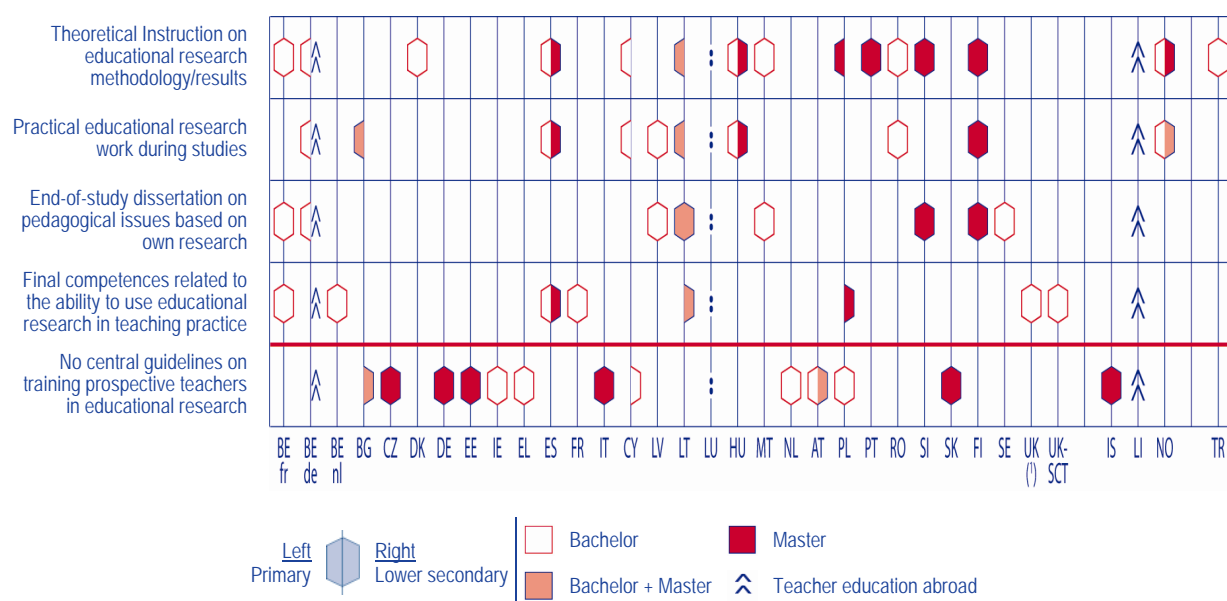 Theoretical Instruction on
educational research
methodology/results
Practical educational research
work during studies
End-of-study dissertation on
pedagogical issues based on
own research
Final competences related to
the ability to use educational
research in teaching practice
No central guidelines on
training prospective teachers
in educational research
BE fr BE de BE nl BG CZ DK DE EE IE EL ES FR IT CY LV LT LU HU MT NL AT PL PT RO SI SK FI SE UK (¹) UK-SCT IS LI NO TR
Left Right
Primary Lower secondary
Bachelor Master
Bachelor + Master Teacher education abroad